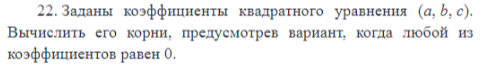 22. Заданы коэффициенты квадратного уравнения (a, b, c).
Вычислить его корни, предусмотрев вариант, когда любой из
коэффициентов равен 0.